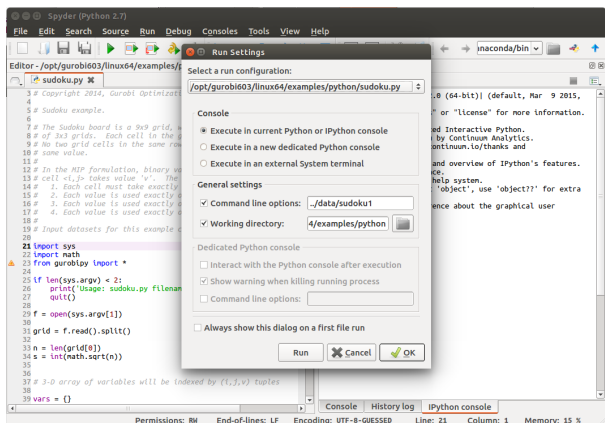 Spyder (Python 2.7)
File Edit Search Source Run Debug Consoles Tools View Help
naconda/bin
Editor - /opt/gurobi603/linux64/examples/p
sudoku.py
3 # Copyright 2014, Gurobi Optimizati
4
5 # Sudoku example.
6
7 # The Sudoku board is a 9x9 grid, w
8 # of 3x3 grids. Each cell in the g
9 # No two grid cells in the same row
10 # same value.
11 #
12 # In the MIP formulation, binary va
13 # cell <i,j> takes value 'v'. The
14 # 1. Each cell must take exactly
15 # 2. Each value is used exactly o
16 # 3. Each value is used exactly o
17 # 4. Each value is used exactly o
18 #
19 # Input datasets for this example c
20
21 import sys
22 import math
23 from gurobipy import *
24
25 if len(sys.argv) < 2:
26 print('Usage: sudoku.py filenam
27 quit()
28
29 f = open(sys.argv[1])
30
31 grid = f.read().split()
32
33 n = len(grid[0])
34 s = int(math.sqrt(n))
35
36
37 # 3-D array of variables will be indexed by (i,j,v) tuples
38
39 vars = {}
Run Settings
Select a run configuration:
/opt/gurobi603/linux64/examples/python/sudoku.py
Console
Execute in current Python or IPython console
Execute in a new dedicated Python console
Execute in an external System terminal
General settings
Command line options: ../data/sudoku1
Working directory: 4/examples/python
Dedicated Python console
Interact with the Python console after execution
Show warning when killing running process
Command line options:
Always show this dialog on a first file run
Run Cancel OK
.0 (64-bit)| (default, Mar 9 2015,
" or "license" for more information.
ed Interactive Python.
by Continuum Analytics.
ontinuum.io/thanks and
and overview of IPython's features.
ce.
help system.
'object', use 'object??' for extra
rence about the graphical user
Console History log IPython console
Permissions: RW End-of-lines: LF Encoding: UTF-8-GUESSED Line: 21 Column: 1 Memory: 15 %